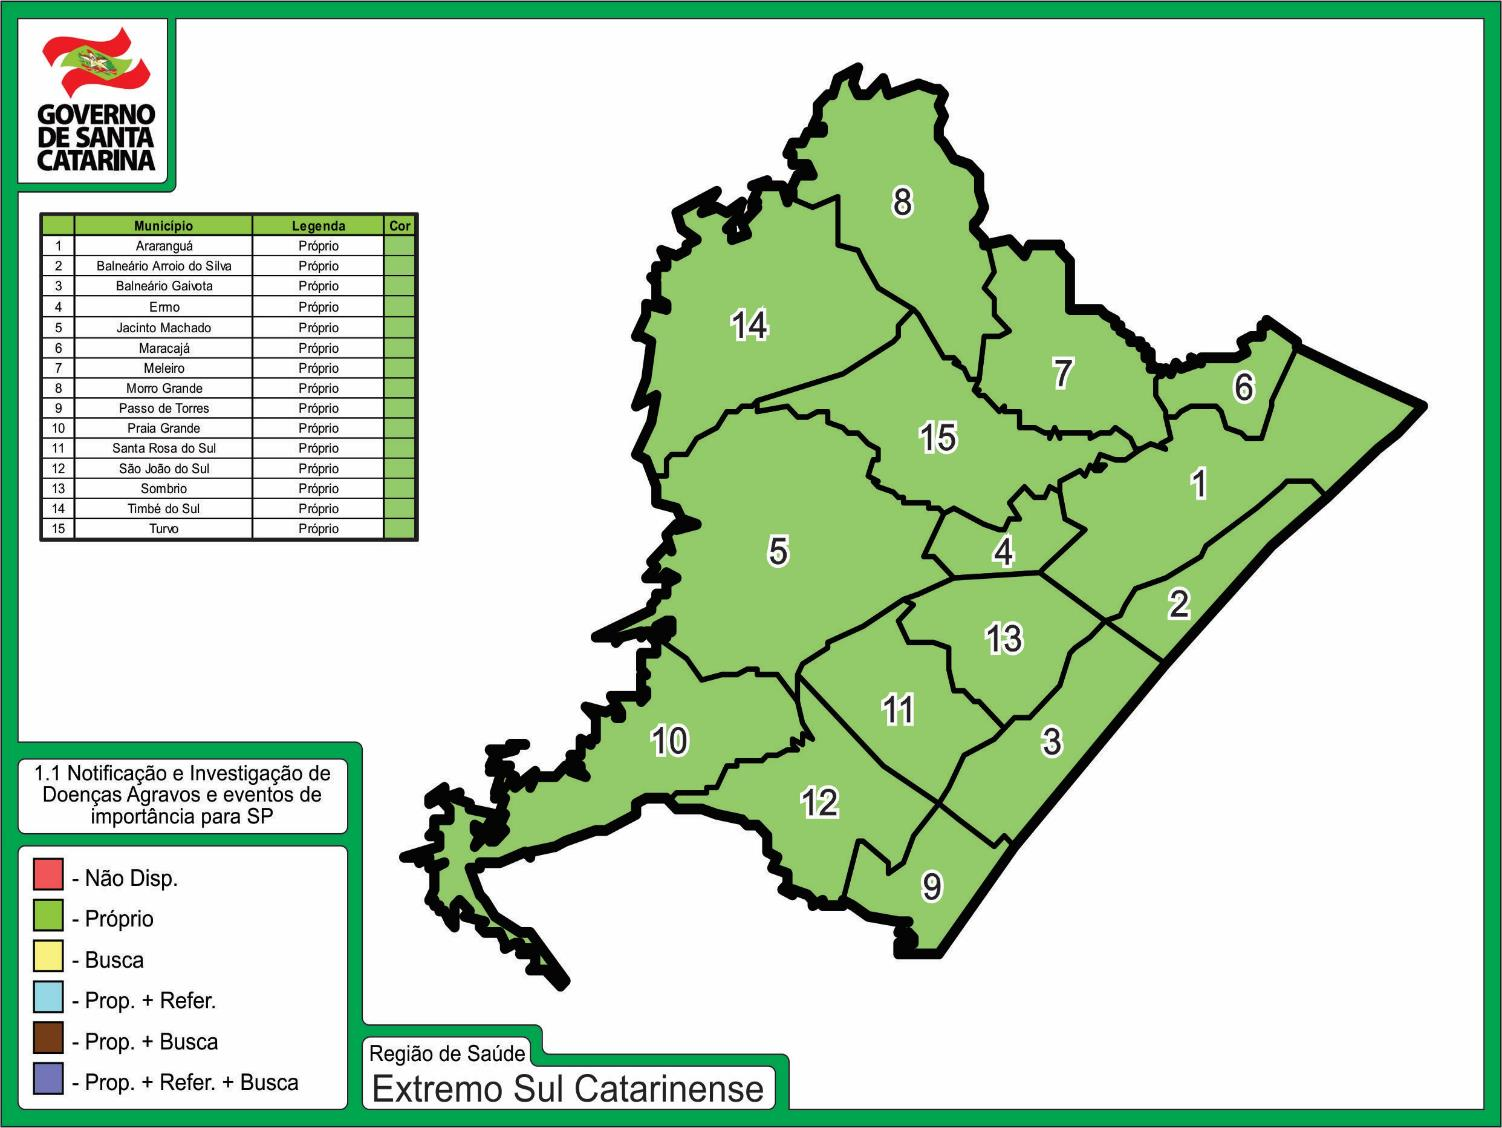 GOVERNO
DE SANTA
CATARINA
Município Legenda Cor
1 Araranguá Próprio
2 Balneário Arroio do Silva Próprio
3 Balneário Gaivota Próprio
4 Ermo Próprio
5 Jacinto Machado Próprio
6 Maracajá Próprio
7 Meleiro Próprio
8 Morro Grande Próprio
9 Passo de Torres Próprio
10 Praia Grande Próprio
11 Santa Rosa do Sul Próprio
12 São João do Sul Próprio
13 Sombrio Próprio
14 Timbé do Sul Próprio
15 Turvo Próprio
8
14
7
6
15
1
5
4
2
13
11
10
3
12
9
1.1 Notificação e Investigação de
Doenças Agravos e eventos de
importância para SP
- Não Disp.
- Próprio
- Busca
- Prop. + Refer.
- Prop. + Busca
- Prop. + Refer. + Busca
Região de Saúde
Extremo Sul Catarinense